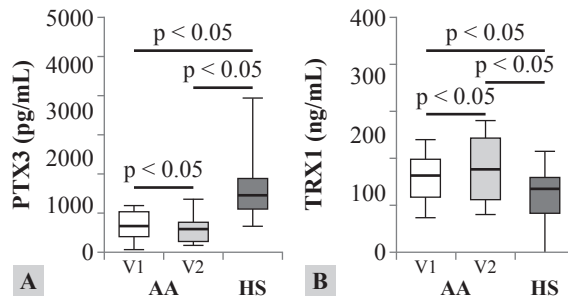 PTX3 (pg/mL)
5000
4000
3000
2000
1000
0
p < 0.05
p < 0.05
p < 0.05
V1
V2
AA
HS
A
TRX1 (ng/mL)
400
300
200
100
0
p < 0.05
p < 0.05
p < 0.05
V1
V2
AA
HS
B